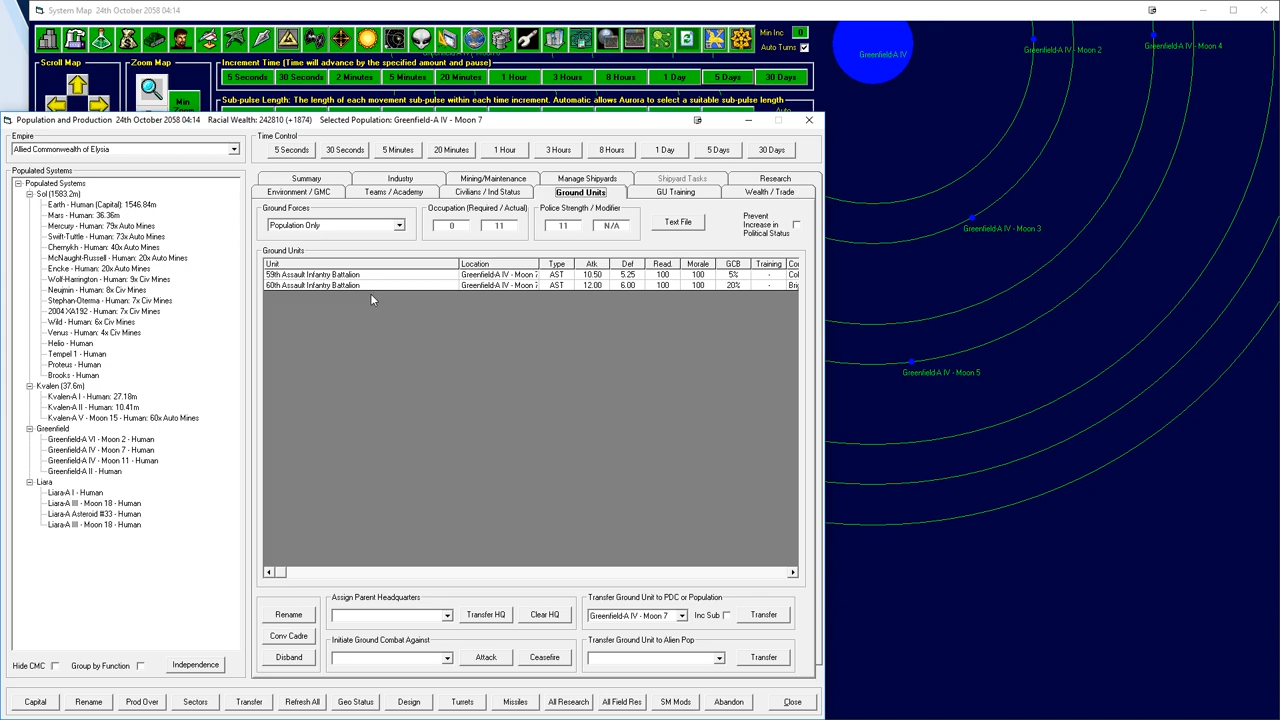 System Map 24th October 2058 04:14
Min Inc 0
Auto Turns
Scroll Map
Zoom Map
Min
Increment Time (Time will advance by the specified amount and pause)
5 Seconds 30 Seconds 2 Minutes 5 Minutes 20 Minutes 1 Hour 3 Hours 8 Hours 1 Day 5 Days 30 Days
Sub-pulse Length: The length of each movement sub-pulse within each time increment. Automatic allows Aurora to select a suitable sub-pulse length
Greenfield-A IV
Greenfield-A IV - Moon 2
Greenfield-A IV - Moon 4
Greenfield-A IV - Moon 3
Greenfield-A IV - Moon 5
Population and Production 24th October 2058 04:14 Racial Wealth: 242810 (+1874) Selected Population: Greenfield-A IV - Moon 7
Empire
Allied Commonwealth of Elysia
Populated Systems
Populated Systems
Sol (1583.2m)
Earth - Human (Capital): 1546.84m
Mars - Human: 36.36m
Mercury - Human: 79x Auto Mines
Swift-Tuttle - Human: 73x Auto Mines
Chernykh - Human: 40x Auto Mines
McNaught-Russell - Human: 20x Auto Mines
Encke - Human: 20x Auto Mines
Wolf-Harrington - Human: 9x Civ Mines
Neujmin - Human: 8x Civ Mines
Stephan-Oterma - Human: 7x Civ Mines
2004 XA192 - Human: 7x Civ Mines
Wild - Human: 6x Civ Mines
Venus - Human: 4x Civ Mines
Helio - Human
Tempel 1 - Human
Proteus - Human
Brooks - Human
Kvalen (37.6m)
Kvalen-A I - Human: 27.18m
Kvalen-A II - Human: 10.41m
Kvalen-A V - Moon 15 - Human: 60x Auto Mines
Greenfield
Greenfield-A VI - Moon 2 - Human
Greenfield-A IV - Moon 7 - Human
Greenfield-A IV - Moon 11 - Human
Greenfield-A II - Human
Liara
Liara-A I - Human
Liara-A III - Moon 18 - Human
Liara-A Asteroid #33 - Human
Liara-A III - Moon 18 - Human
Hide CMC Group by Function Independence
Time Control
5 Seconds 30 Seconds 5 Minutes 20 Minutes 1 Hour 3 Hours 8 Hours 1 Day 5 Days 30 Days
Summary Industry Mining/Maintenance Manage Shipyards Shipyard Tasks Research
Environment / GMC Teams / Academy Civilians / Ind Status Ground Units GU Training Wealth / Trade
Ground Forces
Population Only
Occupation (Required / Actual)
0 11
Police Strength / Modifier
11 N/A
Text File
Prevent
Increase in
Political Status
Ground Units
Unit Location Type Atk Def Read. Morale GCB Training Co
59th Assault Infantry Battalion Greenfield-A IV - Moon 7 AST 10.50 5.25 100 100 5% - Col
60th Assault Infantry Battalion Greenfield-A IV - Moon 7 AST 12.00 6.00 100 100 20% - Brig
Rename
Conv Cadre
Disband
Assign Parent Headquarters
Transfer HQ Clear HQ
Initiate Ground Combat Against
Attack Ceasefire
Transfer Ground Unit to PDC or Population
Greenfield-A IV - Moon 7 Inc Sub Transfer
Transfer Ground Unit to Alien Pop
Transfer
Capital Rename Prod Over Sectors Transfer Refresh All Geo Status Design Turrets Missiles All Research All Field Res SM Mods Abandon Close